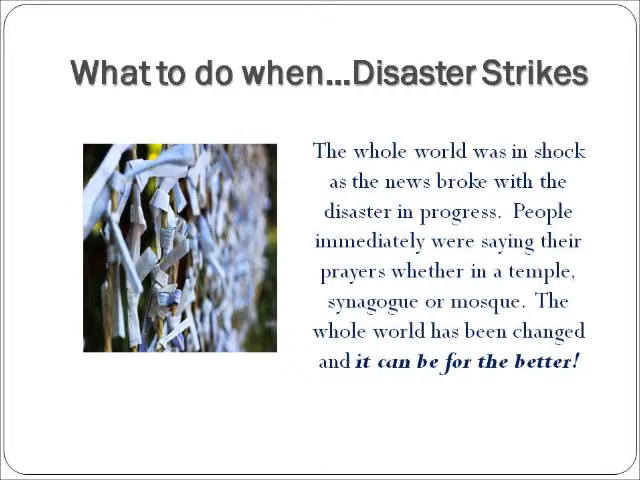 What to do when...Disaster Strikes
The whole world was in shock
as the news broke with the
disaster in progress.  People
immediately were saying their
prayers whether in a temple,
synagogue or mosque.  The
whole world has been changed
and it can be for the better!